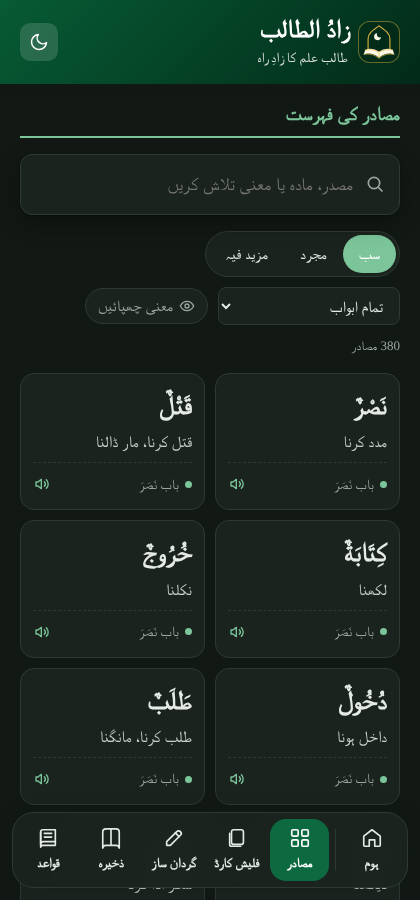 زادُ الطالب
طالب علم کا زادِ راہ
مصادر کی فہرست
مصدر، مادہ یا معنی تلاش کریں
سب
مجرد
مزید فیہ
تمام ابواب
معنی چھپائیں
380 مصادر
نَصْرٌ
مدد کرنا
باب نَصَرَ
قَتْلٌ
قتل کرنا، مار ڈالنا
باب نَصَرَ
كِتَابَةٌ
لکھنا
باب نَصَرَ
خُرُوجٌ
نکلنا
باب نَصَرَ
دُخُولٌ
داخل ہونا
باب نَصَرَ
طَلَبٌ
طلب کرنا، مانگنا
باب نَصَرَ
ہوم
مصادر
فلیش کارڈ
گردان ساز
ذخیرہ
قواعد